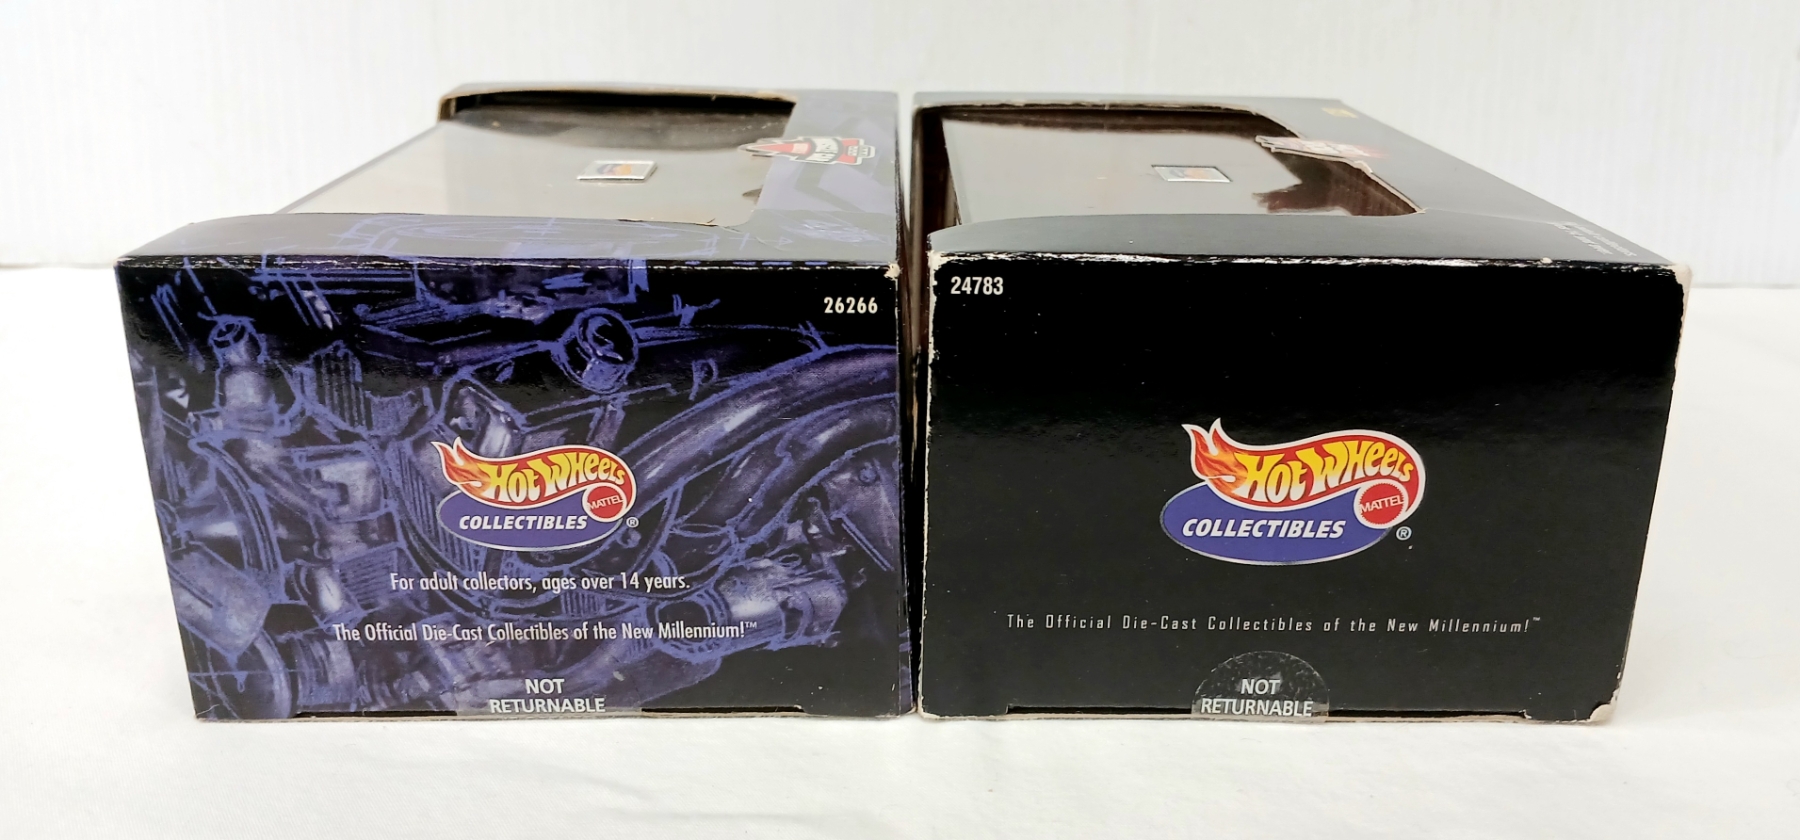 26266
HOT WHEELS
MATTEL
COLLECTIBLES ®
For adult collectors, ages over 14 years.
The Official Die-Cast Collectibles of the New Millennium!™
NOT
RETURNABLE
24783
HOT WHEELS
MATTEL
COLLECTIBLES ®
The Official Die-Cast Collectibles of the New Millennium!™
NOT
RETURNABLE